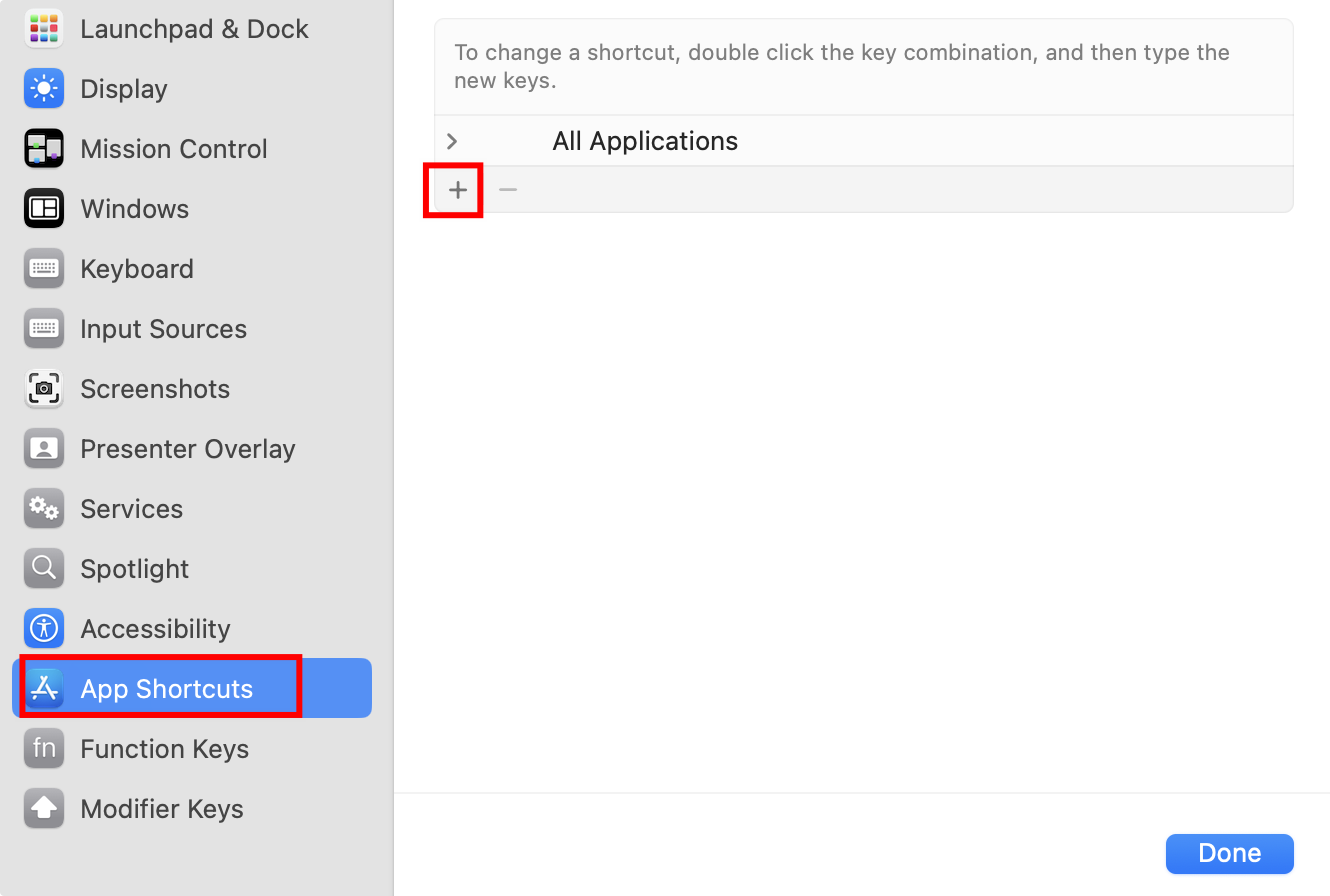 Launchpad & Dock
Display
Mission Control
Windows
Keyboard
Input Sources
Screenshots
Presenter Overlay
Services
Spotlight
Accessibility
App Shortcuts
fn Function Keys
Modifier Keys
To change a shortcut, double click the key combination, and then type the
new keys.
All Applications
Done